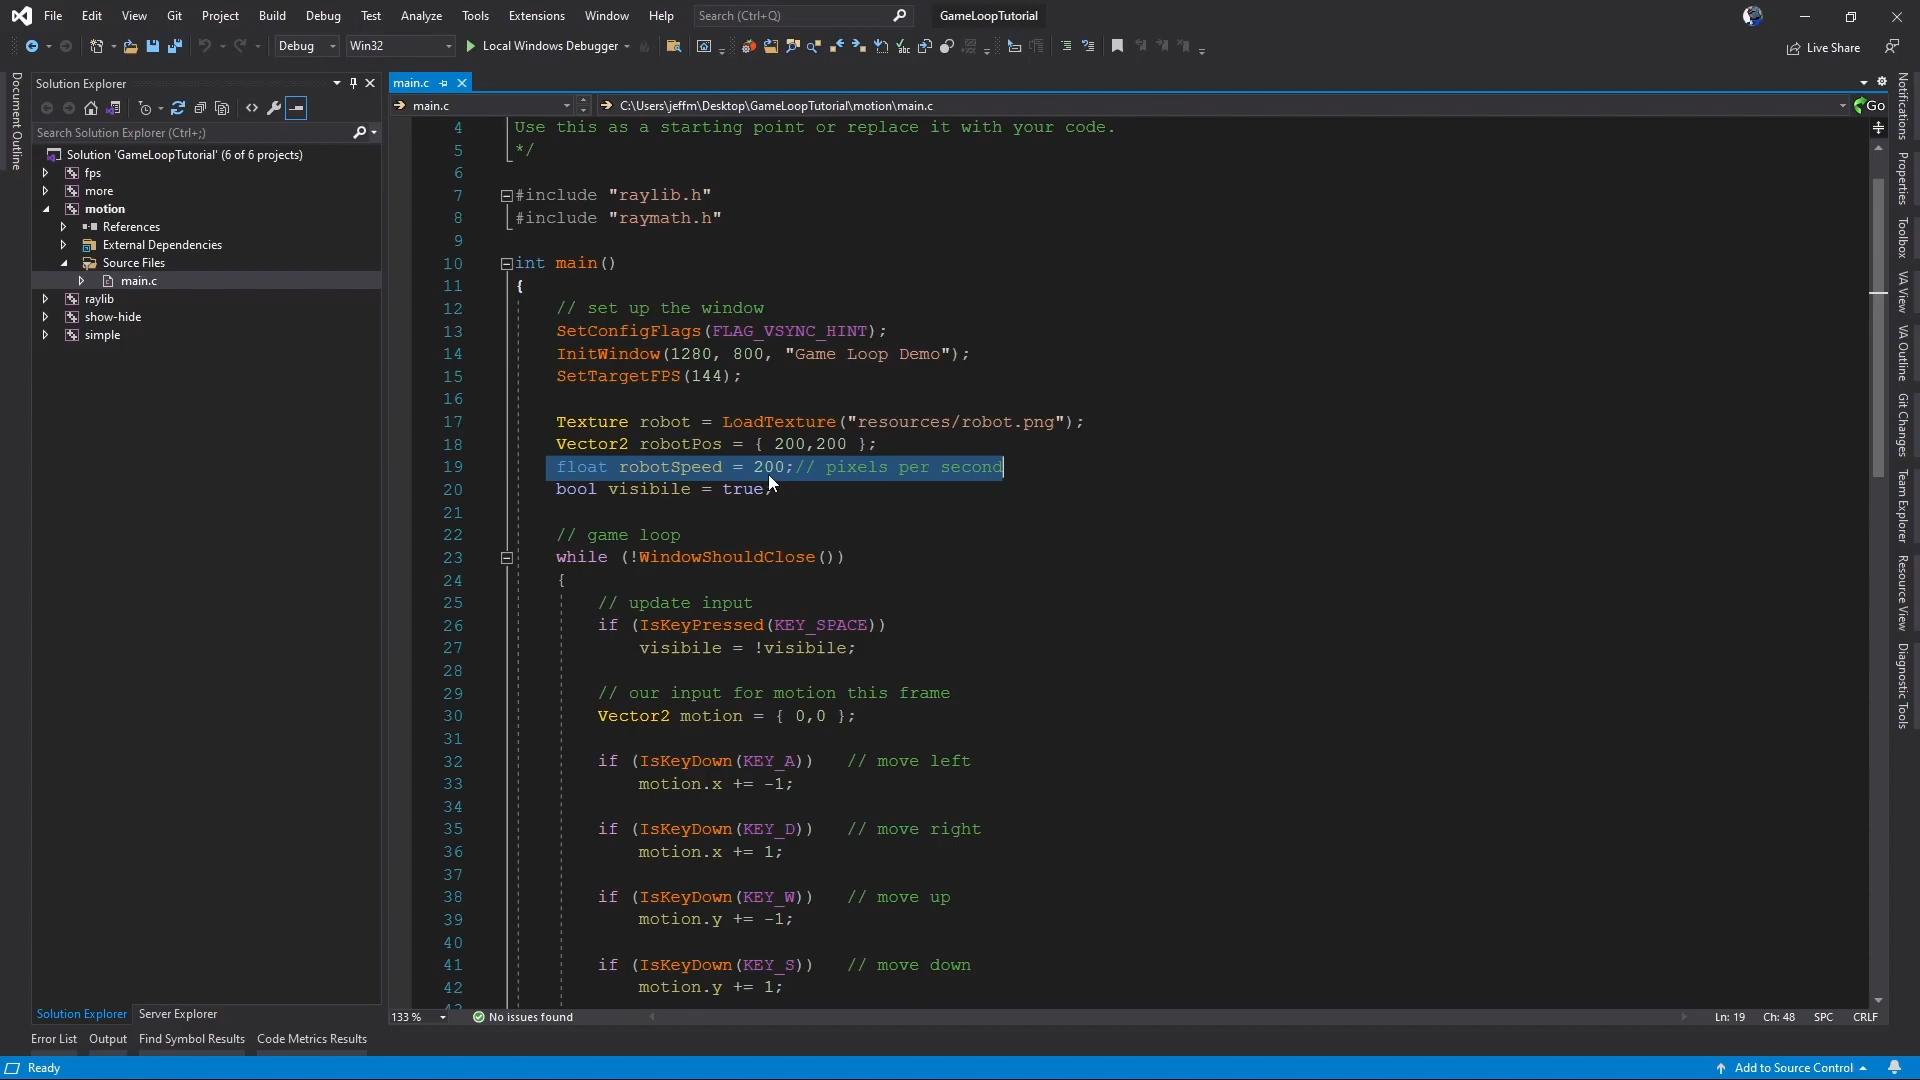 File Edit View Git Project Build Debug Test Analyze Tools Extensions Window Help Search (Ctrl+Q) GameLoopTutorial
Debug Win32 Local Windows Debugger Live Share
Document Outline
Solution Explorer
Search Solution Explorer (Ctrl+;)
Solution 'GameLoopTutorial' (6 of 6 projects)
fps
more
motion
References
External Dependencies
Source Files
main.c
raylib
show-hide
simple
main.c
main.c C:\Users\jeffm\Desktop\GameLoopTutorial\motion\main.c Go
4 Use this as a starting point or replace it with your code.
5 */
6
7 #include "raylib.h"
8 #include "raymath.h"
9
10 int main()
11 {
12 // set up the window
13 SetConfigFlags(FLAG_VSYNC_HINT);
14 InitWindow(1280, 800, "Game Loop Demo");
15 SetTargetFPS(144);
16
17 Texture robot = LoadTexture("resources/robot.png");
18 Vector2 robotPos = { 200,200 };
19 float robotSpeed = 200;// pixels per second
20 bool visibile = true;
21
22 // game loop
23 while (!WindowShouldClose())
24 {
25 // update input
26 if (IsKeyPressed(KEY_SPACE))
27 visibile = !visibile;
28
29 // our input for motion this frame
30 Vector2 motion = { 0,0 };
31
32 if (IsKeyDown(KEY_A)) // move left
33 motion.x += -1;
34
35 if (IsKeyDown(KEY_D)) // move right
36 motion.x += 1;
37
38 if (IsKeyDown(KEY_W)) // move up
39 motion.y += -1;
40
41 if (IsKeyDown(KEY_S)) // move down
42 motion.y += 1;
133 % No issues found Ln: 19 Ch: 48 SPC CRLF
Notifications
Properties
Toolbox
VA View
VA Outline
Git Changes
Team Explorer
Resource View
Diagnostic Tools
Solution Explorer Server Explorer
Error List Output Find Symbol Results Code Metrics Results
Ready Add to Source Control